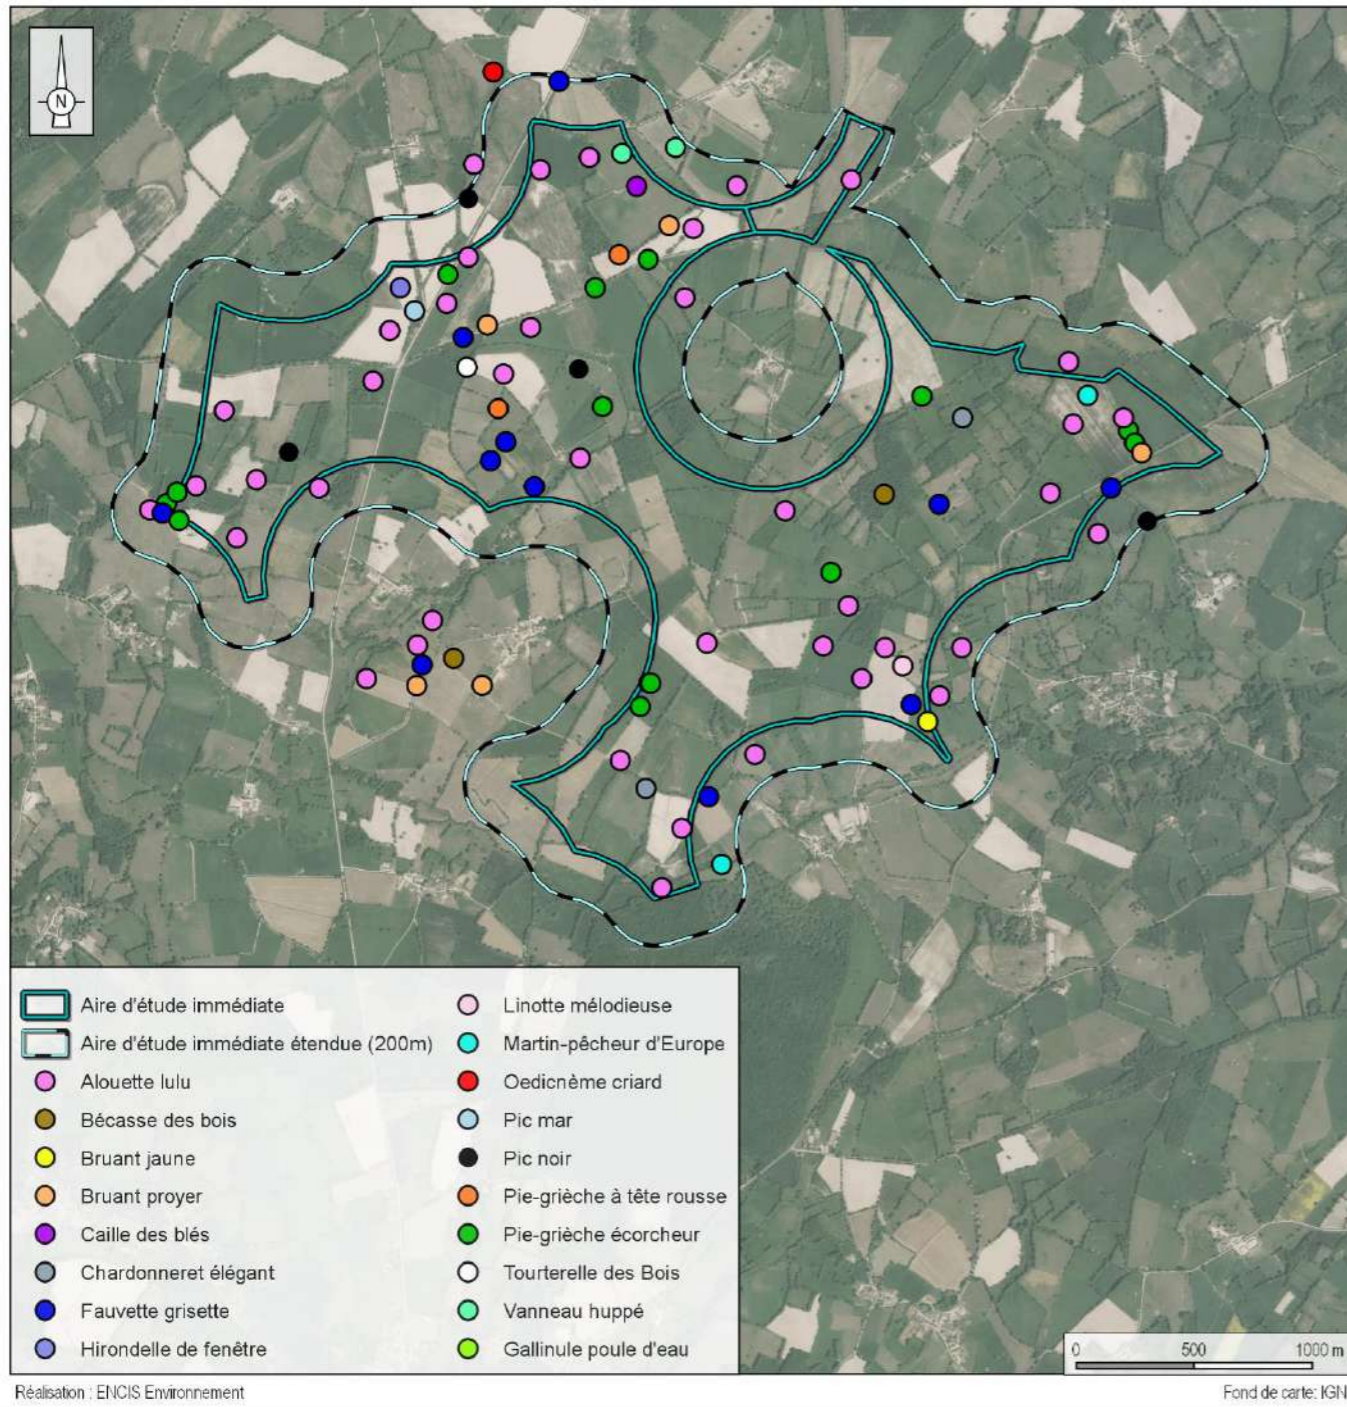 N
Aire d'étude immédiate
Aire d'étude immédiate étendue (200m)
Alouette lulu
Bécasse des bois
Bruant jaune
Bruant proyer
Caille des blés
Chardonneret élégant
Fauvette grisette
Hirondelle de fenêtre
Linotte mélodieuse
Martin-pêcheur d'Europe
Oedicnème criard
Pic mar
Pic noir
Pie-grièche à tête rousse
Pie-grièche écorcheur
Tourterelle des Bois
Vanneau huppé
Gallinule poule d'eau
0 500 1000 m
Réalisation : ENCIS Environnement
Fond de carte: IGN